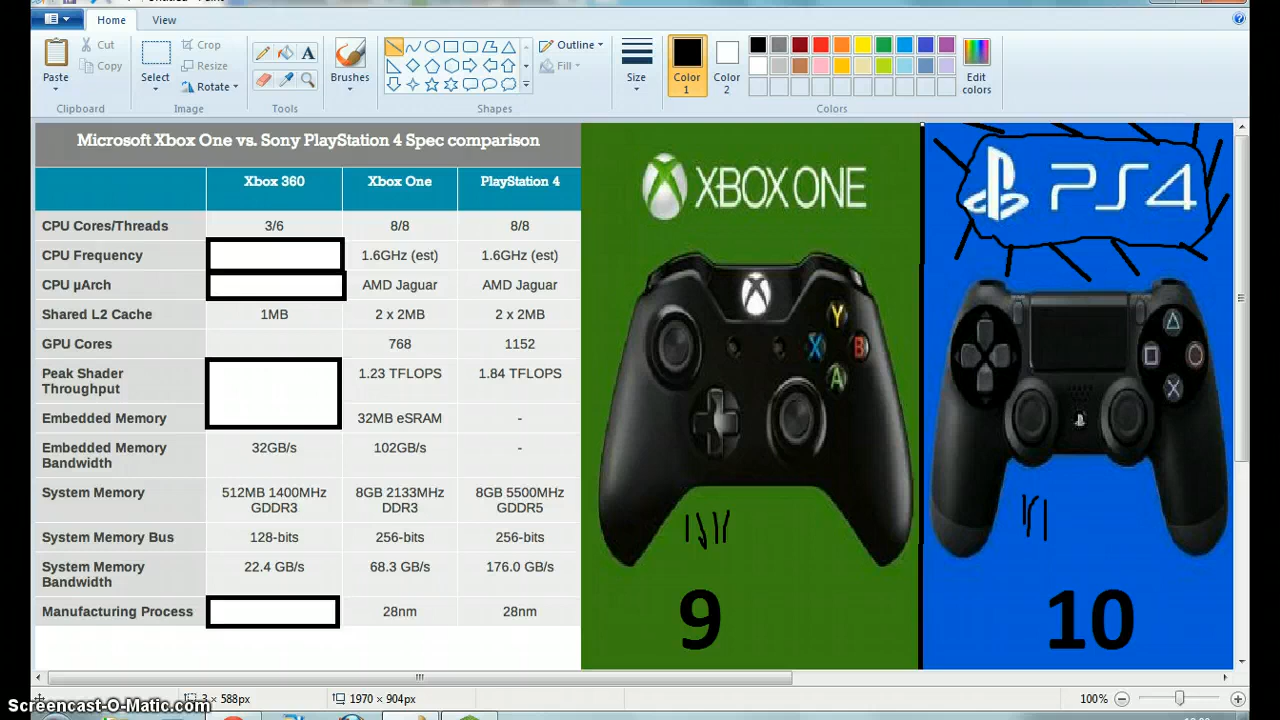 Home View
Paste
Cut
Copy
Clipboard
Select
Crop
Resize
Rotate
Image
A
Tools
Brushes
Shapes
Outline
Fill
Size
Color 1
Color 2
Edit colors
Colors
Microsoft Xbox One vs. Sony PlayStation 4 Spec comparison
Xbox 360 Xbox One PlayStation 4
CPU Cores/Threads 3/6 8/8 8/8
CPU Frequency 1.6GHz (est) 1.6GHz (est)
CPU µArch AMD Jaguar AMD Jaguar
Shared L2 Cache 1MB 2 x 2MB 2 x 2MB
GPU Cores 768 1152
Peak Shader Throughput 1.23 TFLOPS 1.84 TFLOPS
Embedded Memory 32MB eSRAM -
Embedded Memory Bandwidth 32GB/s 102GB/s -
System Memory 512MB 1400MHz GDDR3 8GB 2133MHz DDR3 8GB 5500MHz GDDR5
System Memory Bus 128-bits 256-bits 256-bits
System Memory Bandwidth 22.4 GB/s 68.3 GB/s 176.0 GB/s
Manufacturing Process 28nm 28nm
XBOX ONE
Y
X B
A
9
PS4
10
3 × 588px 1970 × 904px 100%
Screencast-O-Matic.com